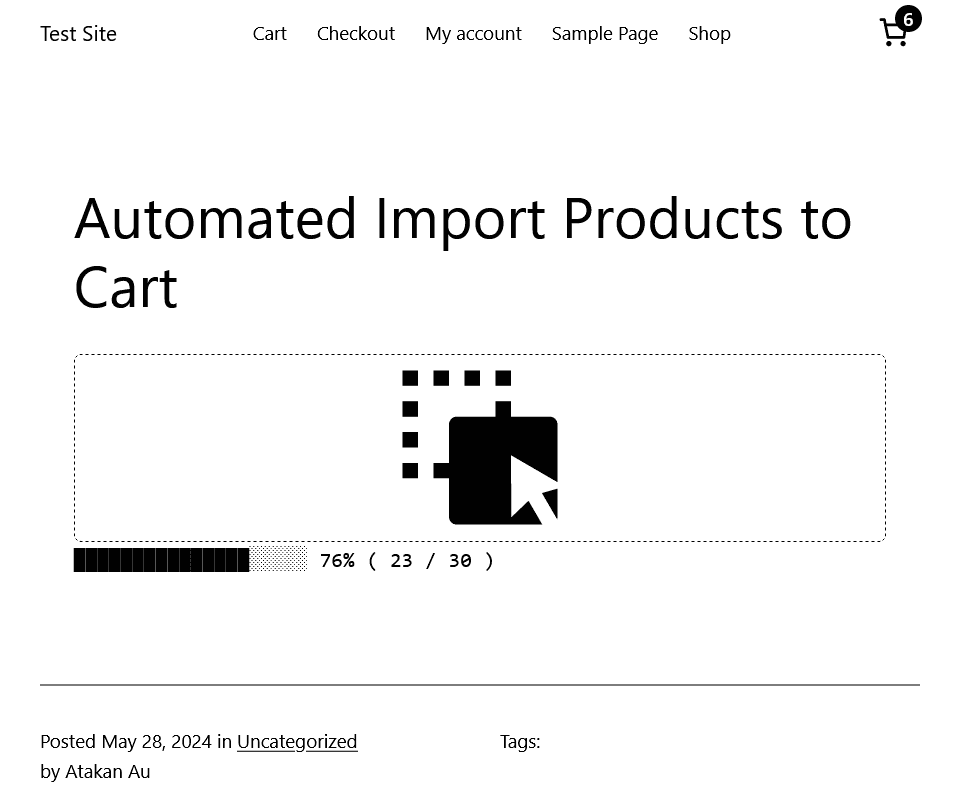 Test Site
Cart Checkout My account Sample Page Shop
6
Automated Import Products to
Cart
76% ( 23 / 30 )
Posted May 28, 2024 in Uncategorized
by Atakan Au
Tags: